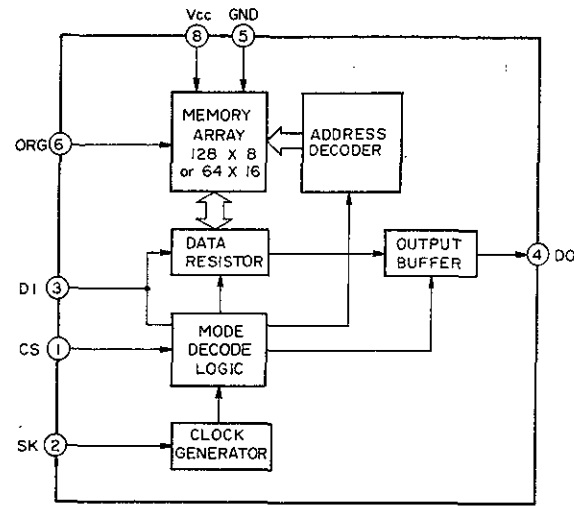 Vcc GND
8 5
MEMORY
ARRAY
128 X 8
or 64 X 16
ADDRESS
DECODER
ORG 6
DATA
RESISTOR
OUTPUT
BUFFER
4 DO
DI 3
MODE
DECODE
LOGIC
CS 1
CLOCK
GENERATOR
SK 2